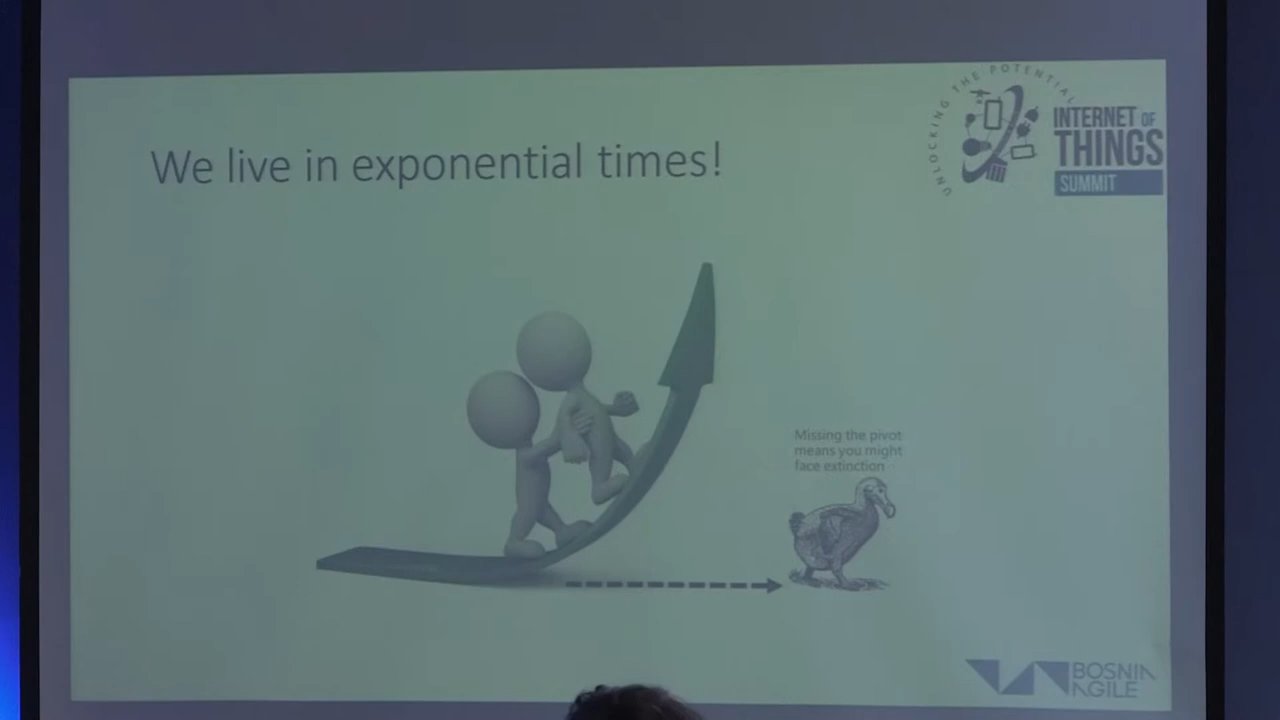 UNLOCKING THE POTENTIAL
INTERNET OF
THINGS
SUMMIT
We live in exponential times!
Missing the pivot
means you might
face extinction
BOSNIA
AGILE